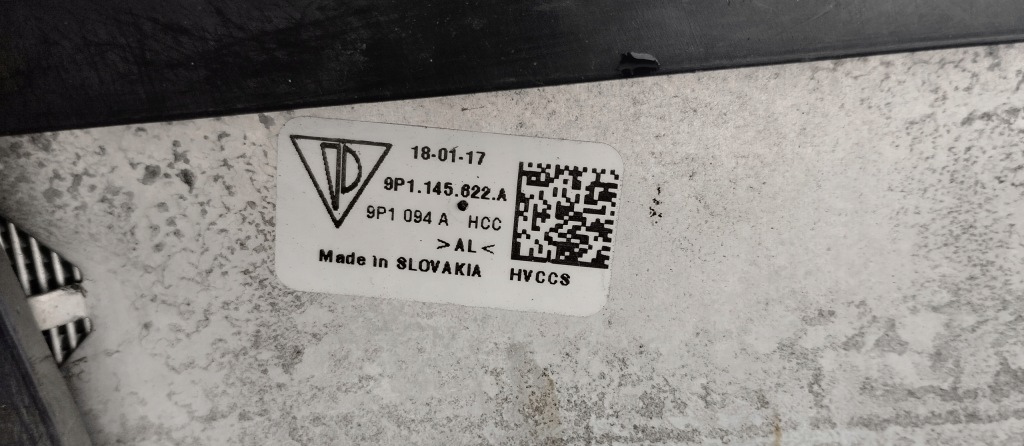 18-01-17
9P1.145.622.A
9P1 094 A HCC
>AL<
Made in SLOVAKIA
HVCCS